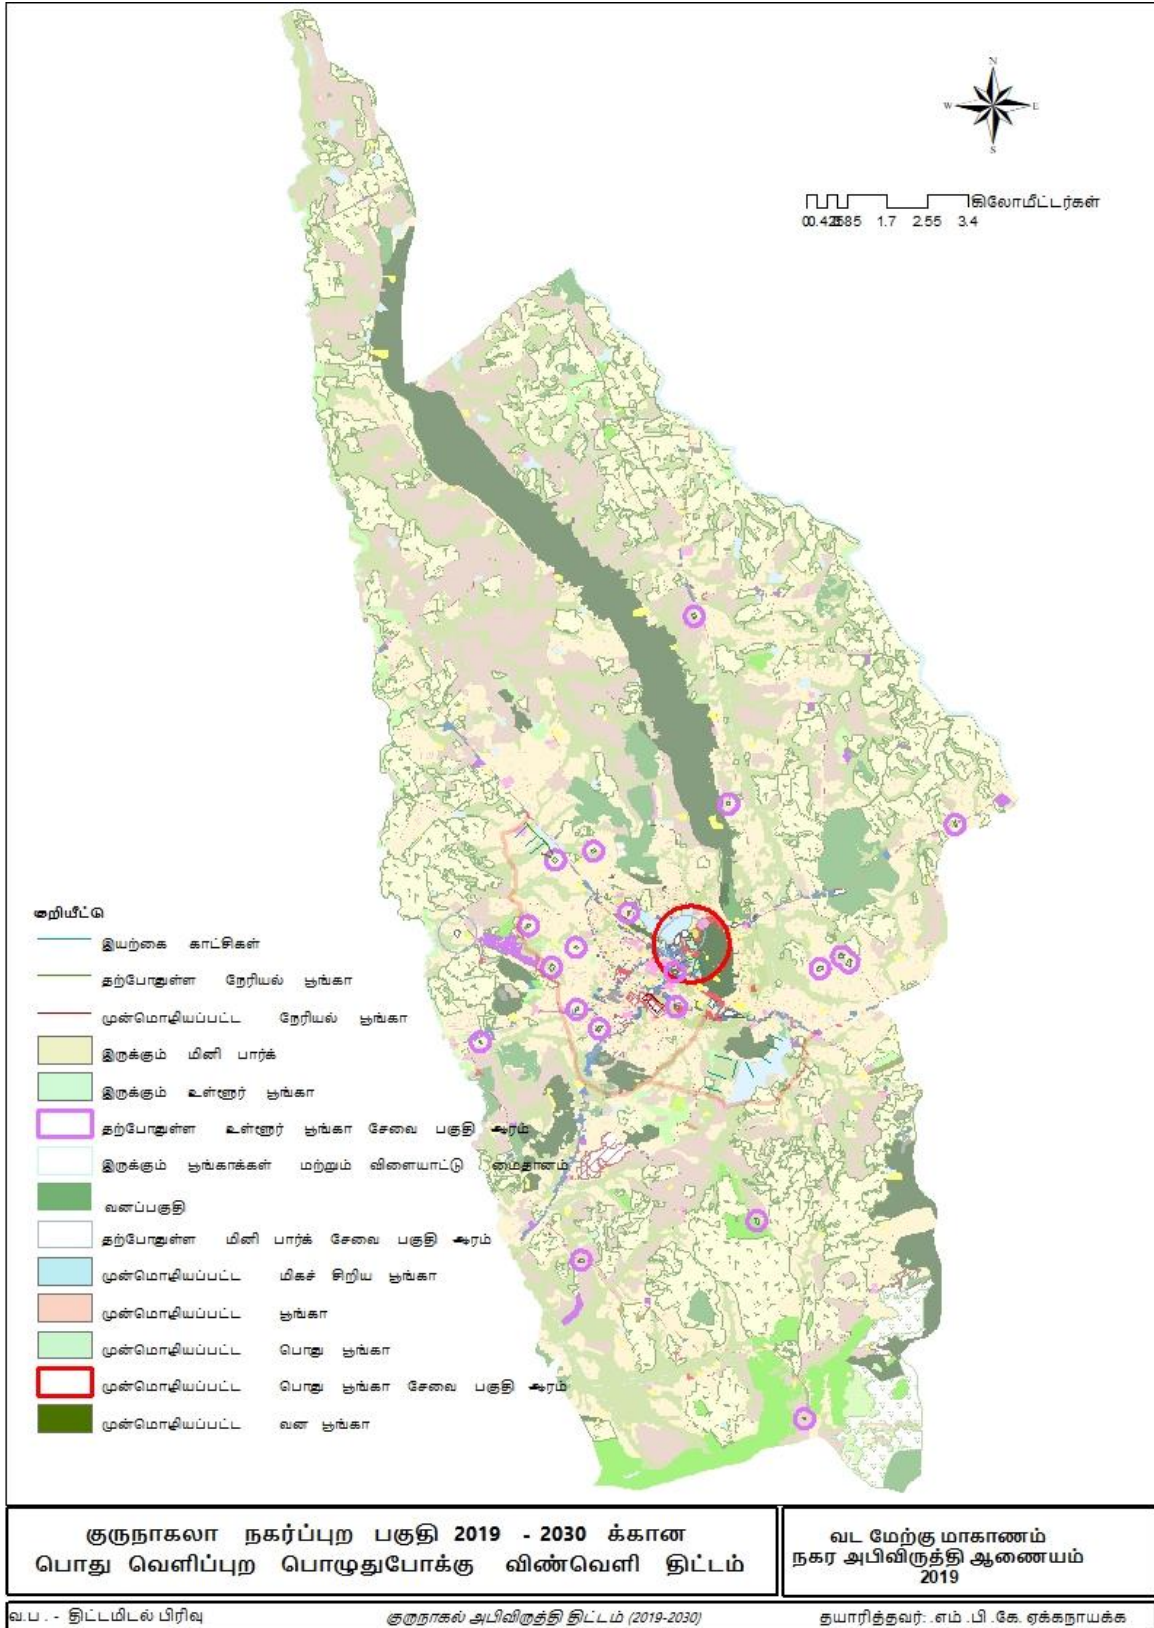 N
W E
S
கிலோமீட்டர்கள்
1.7 2.55 3.4
குறியீட்டு
இயற்கை காட்சிகள்
தற்போதுள்ள நேரியல் பூங்கா
முன்மொழியப்பட்ட நேரியல் பூங்கா
இருக்கும் மினி பார்க்
இருக்கும் உள்ளூர் பூங்கா
தற்போதுள்ள உள்ளூர் பூங்கா சேவை பகுதி ஆரம்
இருக்கும் பூங்காக்கள் மற்றும் விளையாட்டு மைதானம்
வனப்பகுதி
தற்போதுள்ள மினி பார்க் சேவை பகுதி ஆரம்
முன்மொழியப்பட்ட மிகச் சிறிய பூங்கா
முன்மொழியப்பட்ட பூங்கா
முன்மொழியப்பட்ட பொது பூங்கா
முன்மொழியப்பட்ட பொது பூங்கா சேவை பகுதி ஆரம்
முன்மொழியப்பட்ட வன பூங்கா
குருநாகலா நகர்ப்புற பகுதி 2019 - 2030 க்கான
பொது வெளிப்புற பொழுதுபோக்கு விண்வெளி திட்டம்
வட மேற்கு மாகாணம்
நகர அபிவிருத்தி ஆணையம்
2019
வ.ப . - திட்டமிடல் பிரிவு
குருநாகல் அபிவிருத்தி திட்டம் (2019-2030)
தயாரித்தவர்: .எம் .பி .கே. ஏக்கநாயக்க